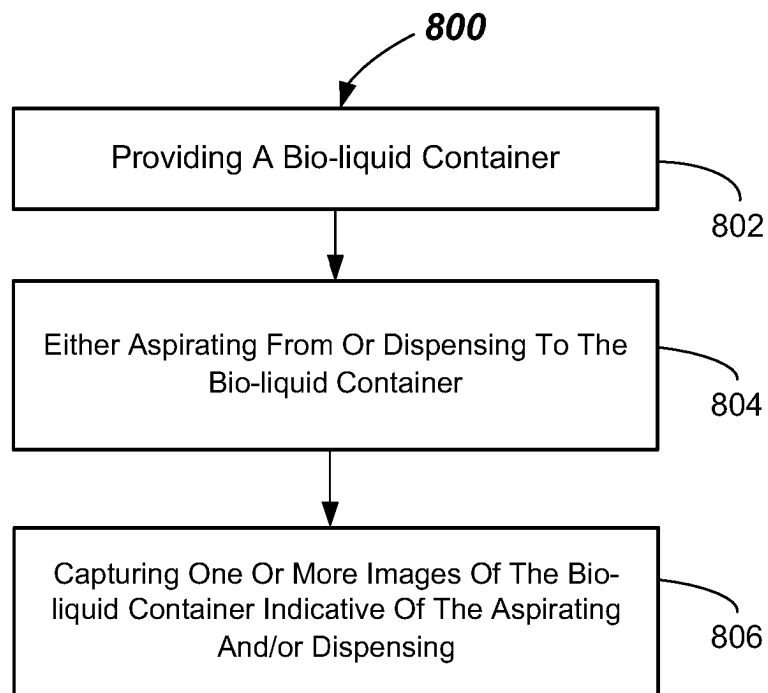 800
Providing A Bio-liquid Container
802
Either Aspirating From Or Dispensing To The
Bio-liquid Container
804
Capturing One Or More Images Of The Bio-
liquid Container Indicative Of The Aspirating
And/or Dispensing
806